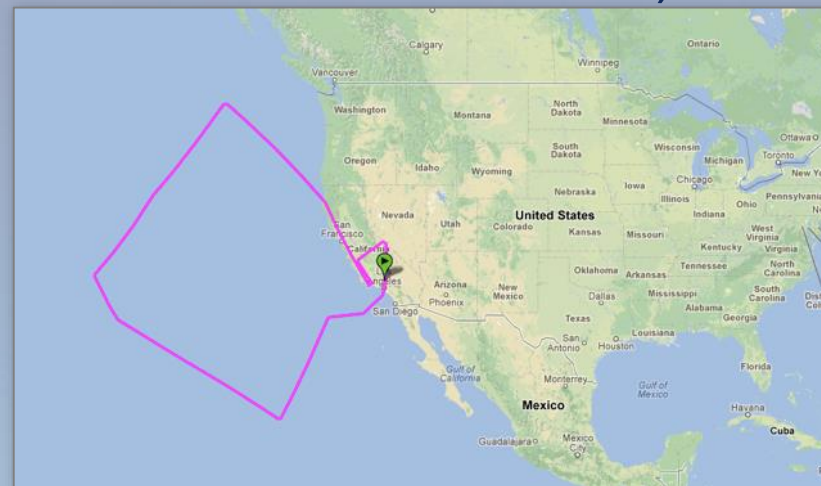 Calgary
Ontario
Vancouver
Winnipeg
Washington
Montana
North
Dakota
Minnesota
Ottawa
Oregon
Idaho
South
Dakota
Wisconsin
Michigan
Toronto
Wyoming
Chicago
Nebraska
Iowa
Illinois
Indiana
Ohio
Pennsylvania
San
Francisco
Nevada
Utah
Colorado
United States
Kansas
Missouri
West
Virginia
Kentucky
Virginia
California
Oklahoma
Arkansas
Tennessee
North
Carolina
Arizona
Phoenix
New
Mexico
Dallas
Mississippi
South
Carolina
Alabama
Georgia
San Diego
Texas
San
Antonio
Houston
Louisiana
Florida
Gulf of
California
Monterrey
Gulf of
Mexico
Mexico
Havana
Cuba
Guadalajara
Mexico
City